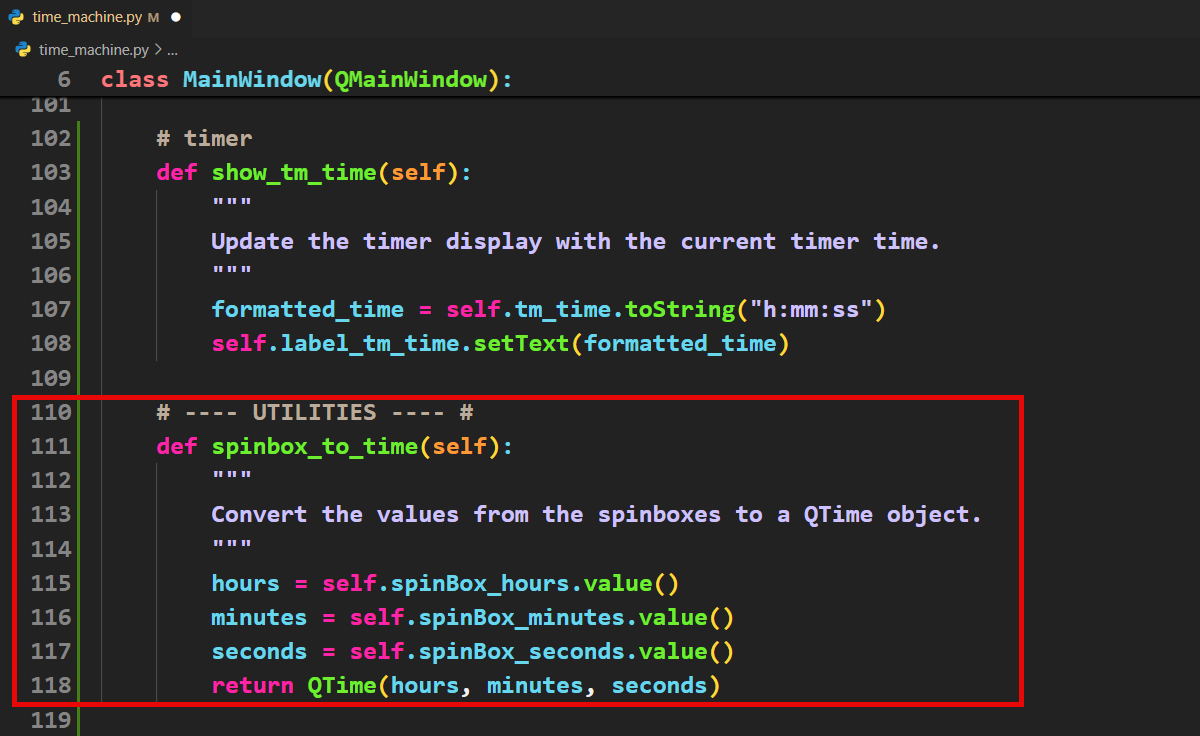 time_machine.py M ●
time_machine.py > ...
6 class MainWindow(QMainWindow):
101
102 # timer
103 def show_tm_time(self):
104 """
105 Update the timer display with the current timer time.
106 """
107 formatted_time = self.tm_time.toString("h:mm:ss")
108 self.label_tm_time.setText(formatted_time)
109
110 # ---- UTILITIES ---- #
111 def spinbox_to_time(self):
112 """
113 Convert the values from the spinboxes to a QTime object.
114 """
115 hours = self.spinBox_hours.value()
116 minutes = self.spinBox_minutes.value()
117 seconds = self.spinBox_seconds.value()
118 return QTime(hours, minutes, seconds)
119